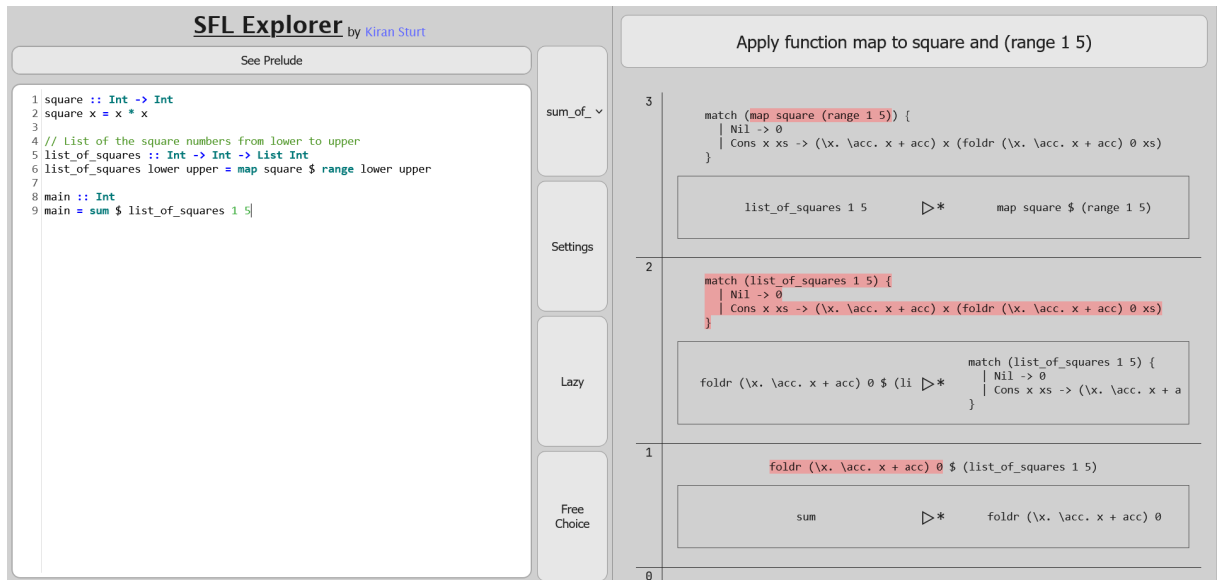 SFL Explorer by Kiran Sturt
See Prelude
1 square :: Int -> Int
2 square x = x * x
3
4 // List of the square numbers from lower to upper
5 list_of_squares :: Int -> Int -> List Int
6 list_of_squares lower upper = map square $ range lower upper
7
8 main :: Int
9 main = sum $ list_of_squares 1 5
sum_of_
Settings
Lazy
Free
Choice
Apply function map to square and (range 1 5)
3
match (map square (range 1 5)) {
| Nil -> 0
| Cons x xs -> (\x. \acc. x + acc) x (foldr (\x. \acc. x + acc) 0 xs)
}
list_of_squares 1 5 ▷* map square $ (range 1 5)
2
match (list_of_squares 1 5) {
| Nil -> 0
| Cons x xs -> (\x. \acc. x + acc) x (foldr (\x. \acc. x + acc) 0 xs)
}
foldr (\x. \acc. x + acc) 0 $ (li ▷*
match (list_of_squares 1 5) {
| Nil -> 0
| Cons x xs -> (\x. \acc. x + a
}
1
foldr (\x. \acc. x + acc) 0 $ (list_of_squares 1 5)
sum ▷* foldr (\x. \acc. x + acc) 0
0